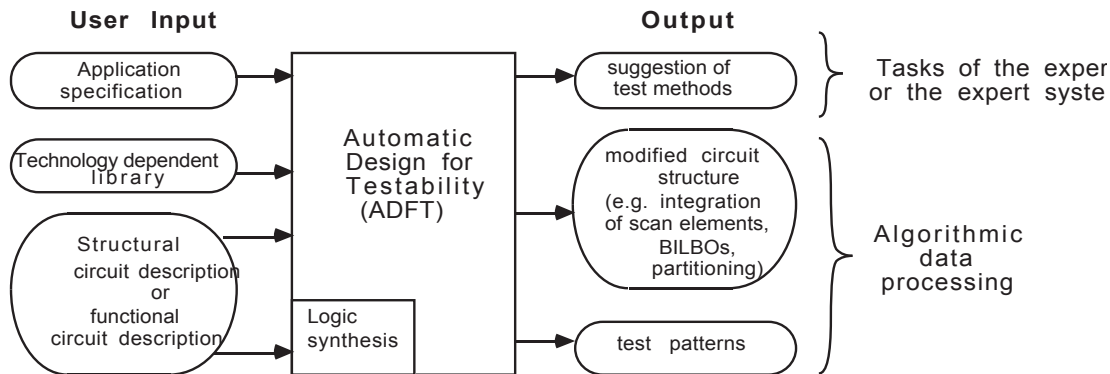 User Input
Application
specification
Technology dependent
library
Structural
circuit description
or
functional
circuit description
Automatic
Design for
Testability
(ADFT)
Logic
synthesis
Output
suggestion of
test methods
modified circuit
structure
(e.g. integration
of scan elements,
BILBOs,
partitioning)
test patterns
Tasks of the exper
or the expert syste
Algorithmic
data
processing